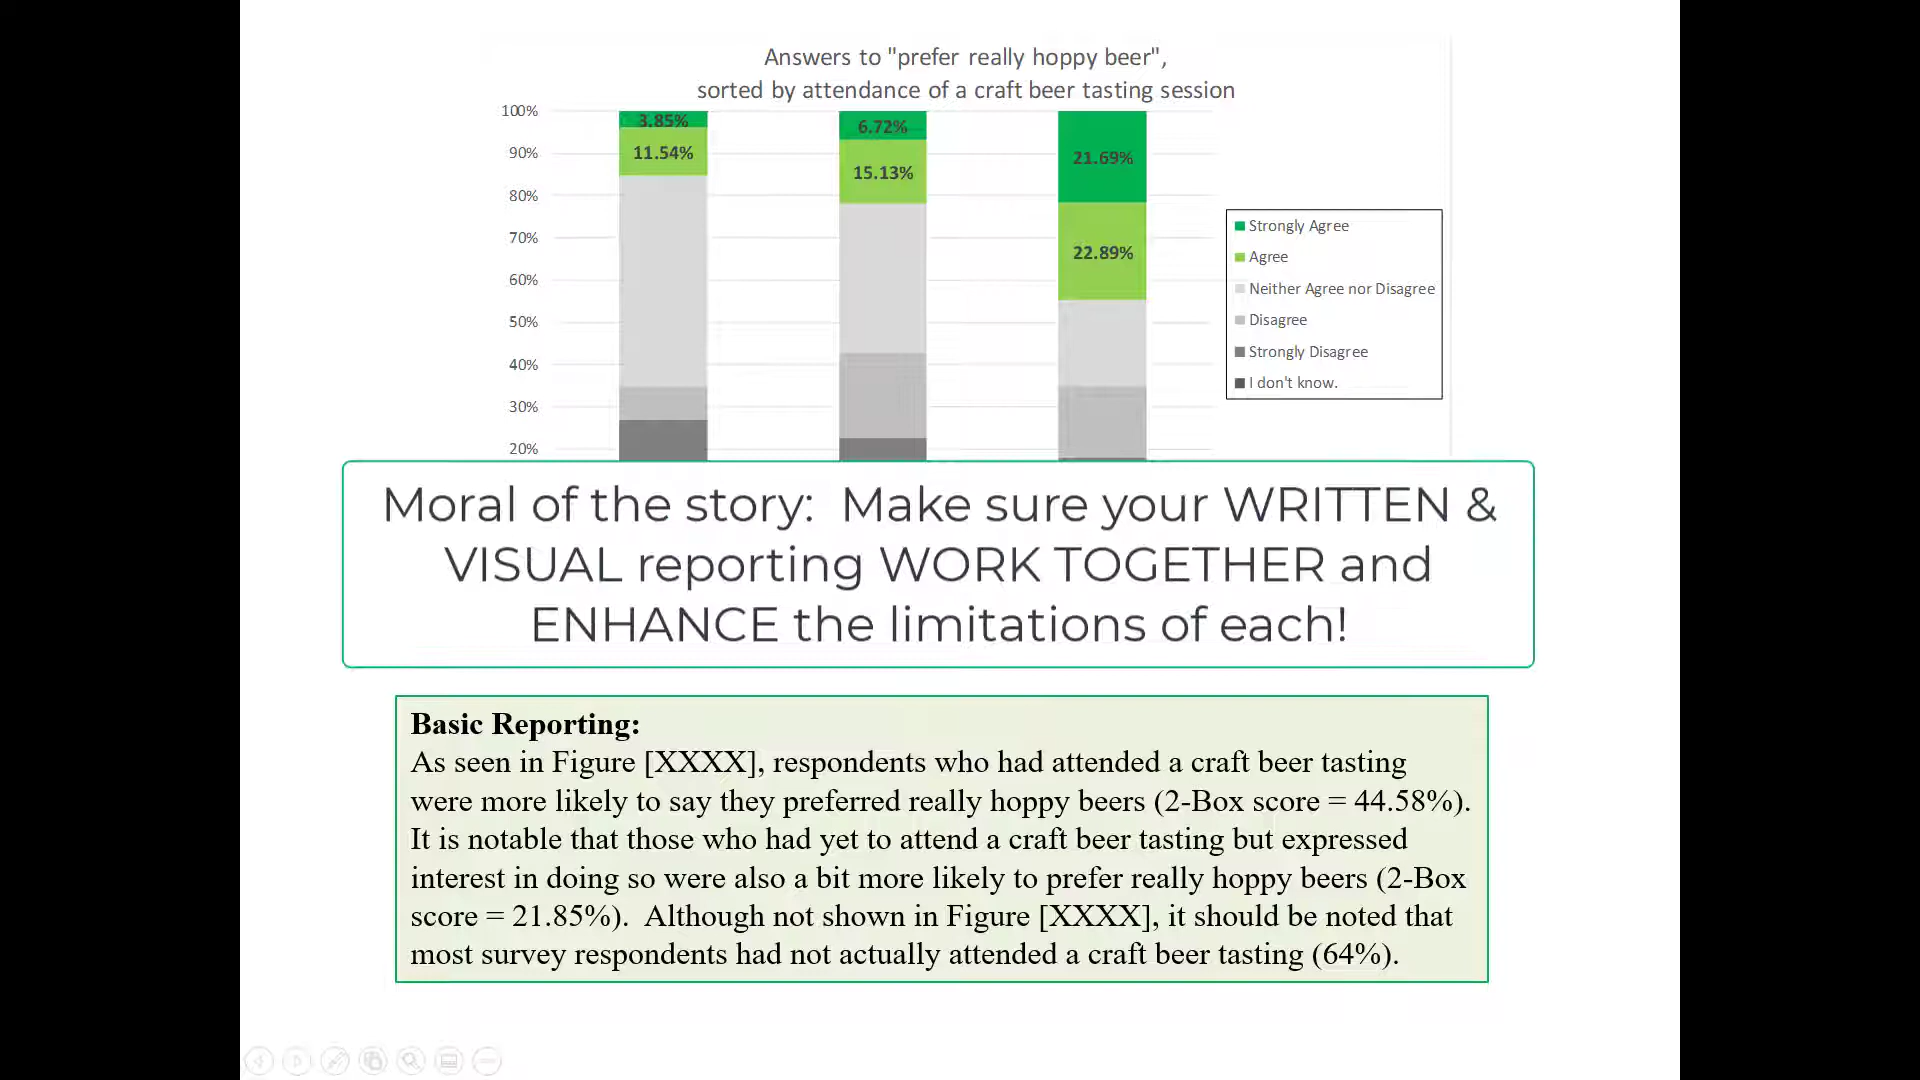 Answers to "prefer really hoppy beer",
sorted by attendance of a craft beer tasting session
100%
90%
80%
70%
60%
50%
40%
30%
20%
3.85%
11.54%
6.72%
15.13%
21.69%
22.89%
Strongly Agree
Agree
Neither Agree nor Disagree
Disagree
Strongly Disagree
I don't know.
Moral of the story: Make sure your WRITTEN &
VISUAL reporting WORK TOGETHER and
ENHANCE the limitations of each!
Basic Reporting:
As seen in Figure [XXXX], respondents who had attended a craft beer tasting
were more likely to say they preferred really hoppy beers (2-Box score = 44.58%).
It is notable that those who had yet to attend a craft beer tasting but expressed
interest in doing so were also a bit more likely to prefer really hoppy beers (2-Box
score = 21.85%). Although not shown in Figure [XXXX], it should be noted that
most survey respondents had not actually attended a craft beer tasting (64%).